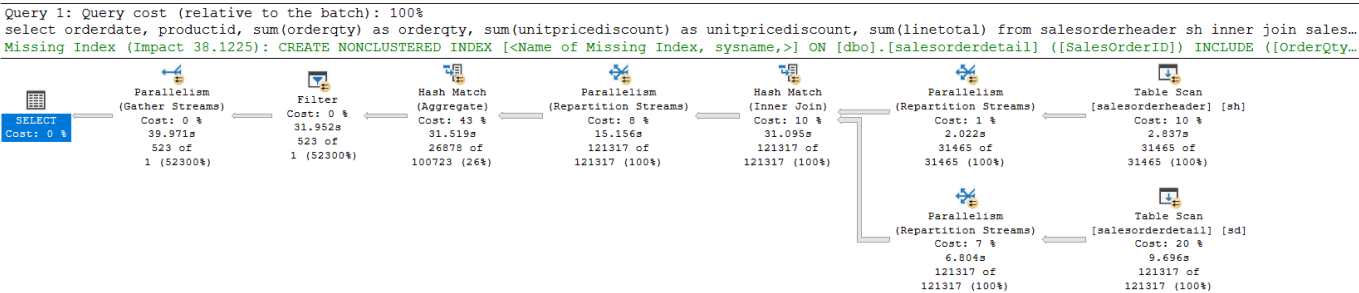 Query 1: Query cost (relative to the batch): 100%
select orderdate, productid, sum(orderqty) as orderqty, sum(unitpricediscount) as unitpricediscount, sum(linetotal) from salesorderheader sh inner join sales…
Missing Index (Impact 38.1225): CREATE NONCLUSTERED INDEX [<Name of Missing Index, sysname,>] ON [dbo].[salesorderdetail] ([SalesOrderID]) INCLUDE ([OrderQty…
SELECT
Cost: 0 %
Parallelism
(Gather Streams)
Cost: 0 %
39.971s
523 of
1 (52300%)
Filter
Cost: 0 %
31.952s
523 of
1 (52300%)
Hash Match
(Aggregate)
Cost: 43 %
31.519s
26878 of
100723 (26%)
Parallelism
(Repartition Streams)
Cost: 8 %
15.156s
121317 of
121317 (100%)
Hash Match
(Inner Join)
Cost: 10 %
31.095s
121317 of
121317 (100%)
Parallelism
(Repartition Streams)
Cost: 1 %
2.022s
31465 of
31465 (100%)
Table Scan
[salesorderheader] [sh]
Cost: 10 %
2.837s
31465 of
31465 (100%)
Parallelism
(Repartition Streams)
Cost: 7 %
6.804s
121317 of
121317 (100%)
Table Scan
[salesorderdetail] [sd]
Cost: 20 %
9.696s
121317 of
121317 (100%)